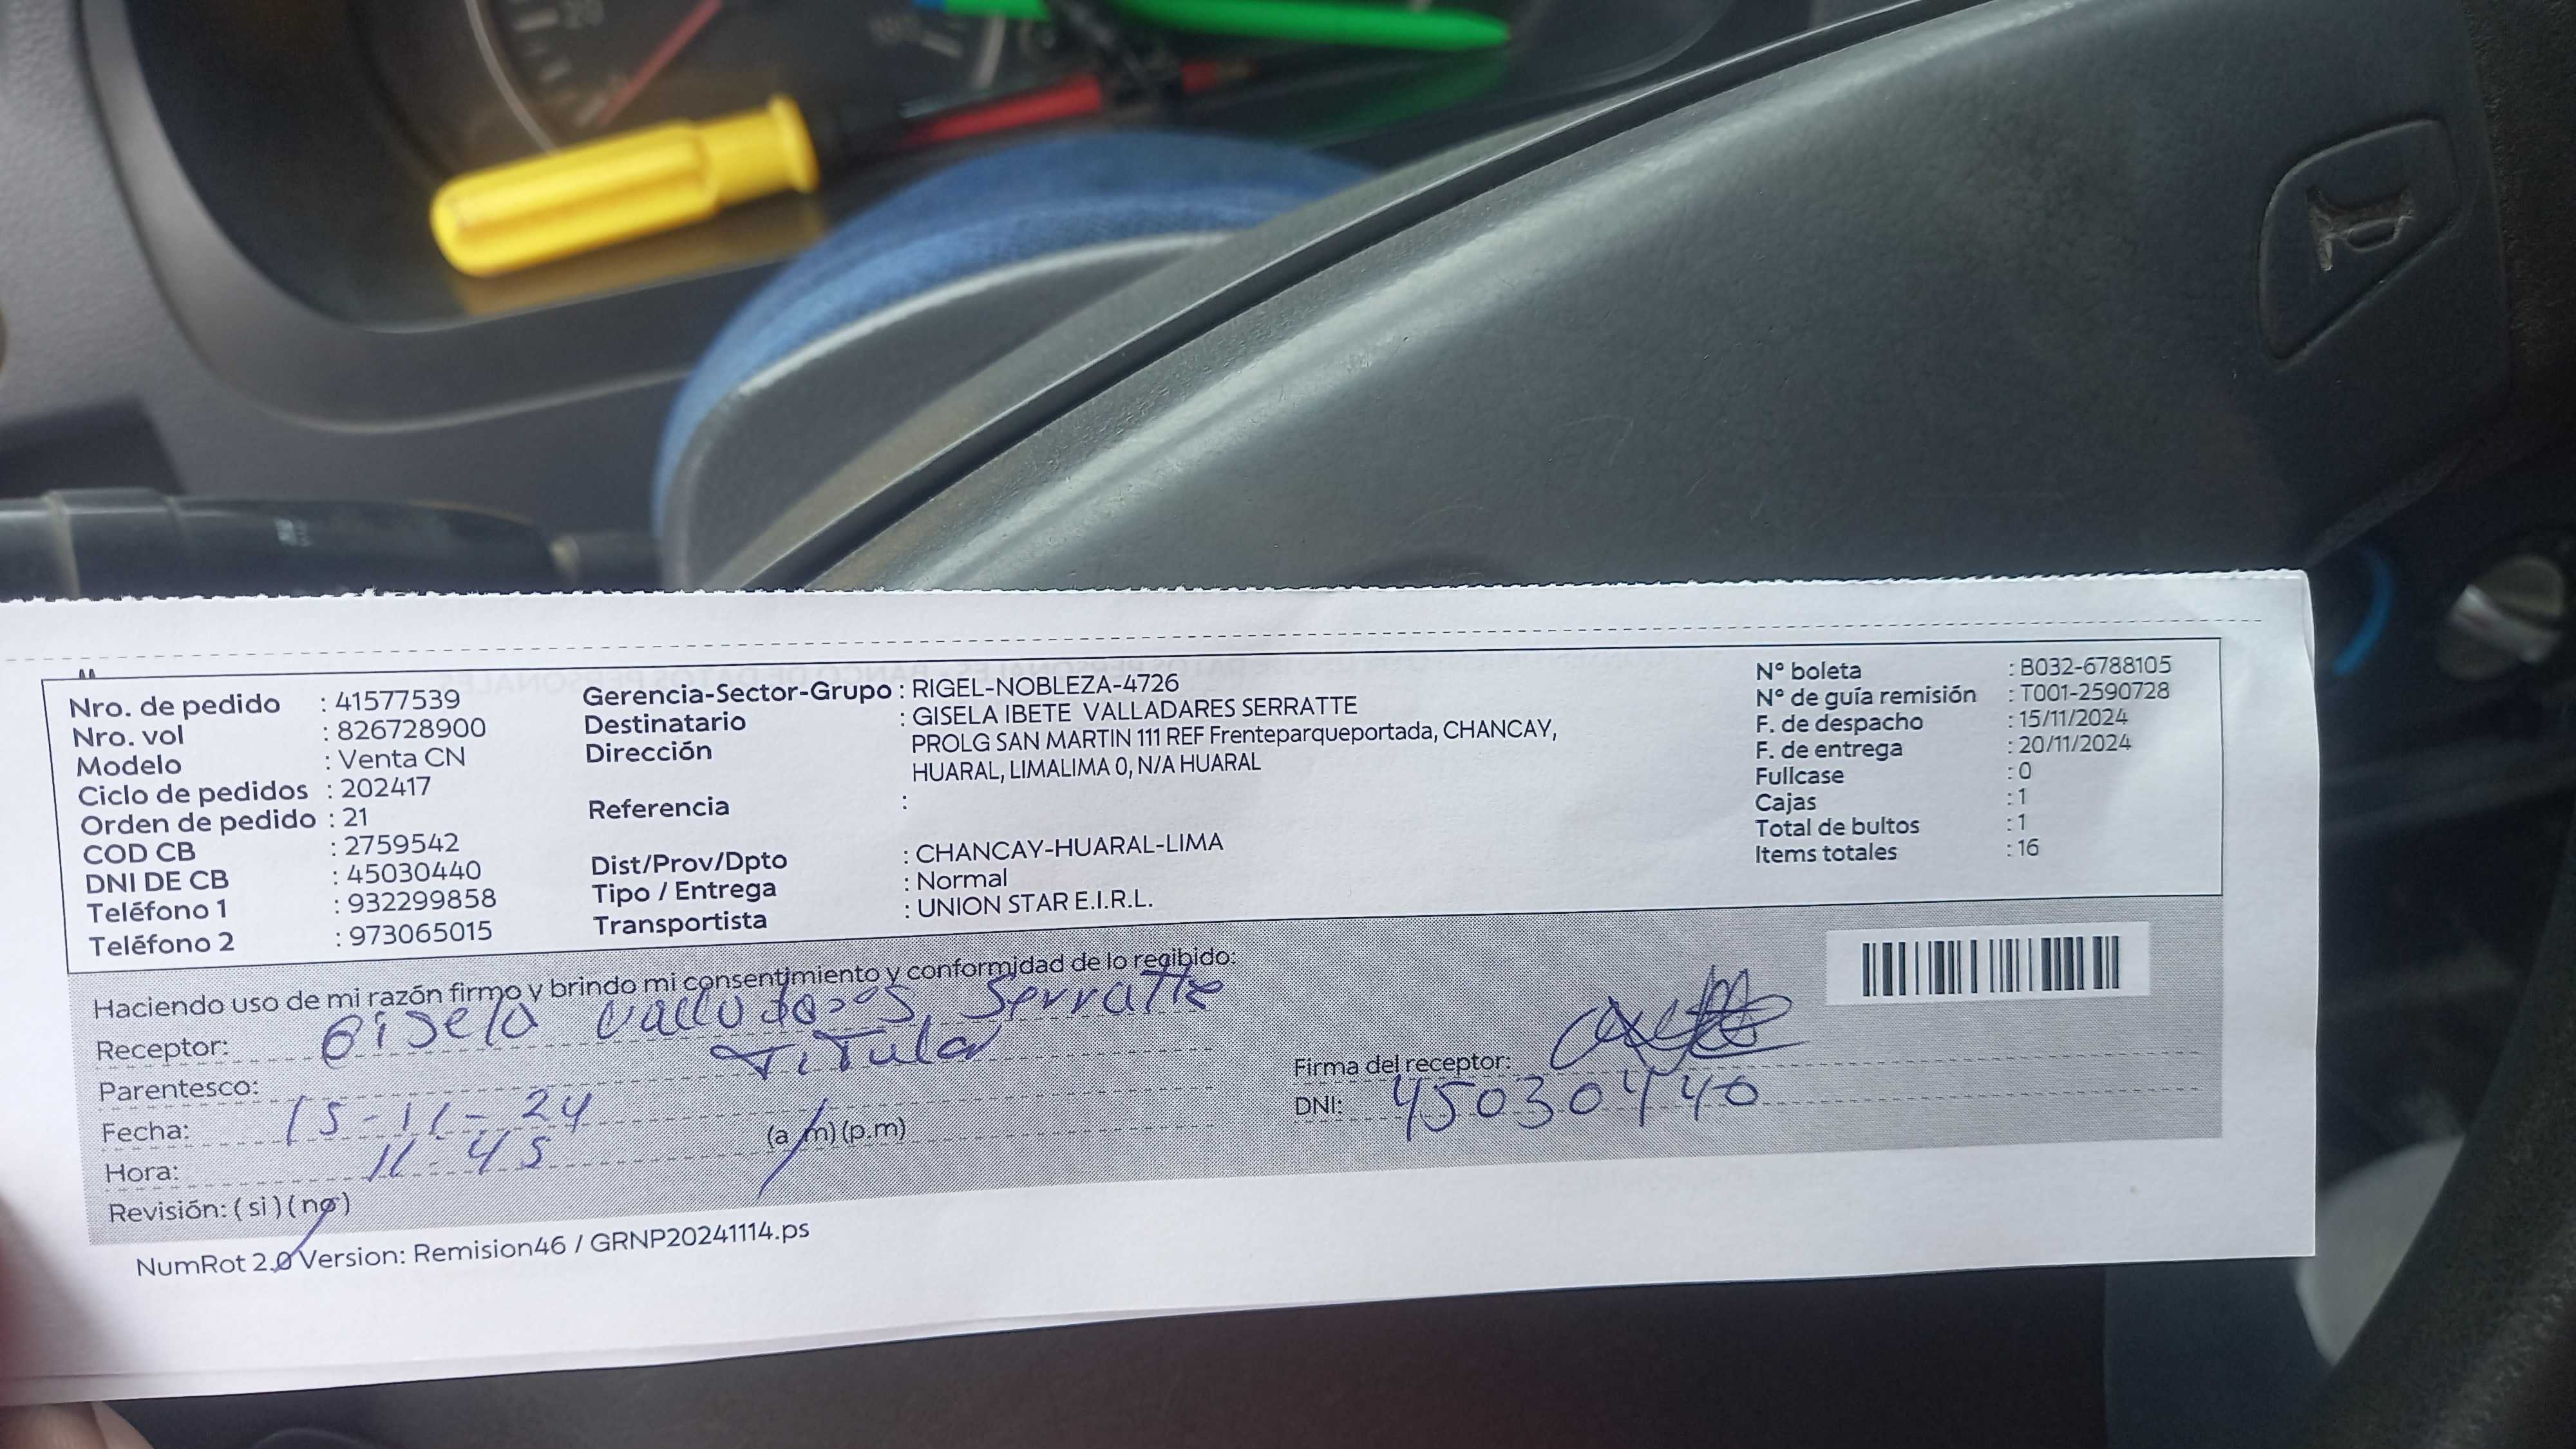 Nro. de pedido : 41577539
Nro. vol : 826728900
Modelo : Venta CN
Ciclo de pedidos : 202417
Orden de pedido : 21
COD CB : 2759542
DNI DE CB : 45030440
Teléfono 1 : 932299858
Teléfono 2 : 973065015
Gerencia-Sector-Grupo : RIGEL-NOBLEZA-4726
Destinatario : GISELA IBETE VALLADARES SERRATTE
Dirección PROLG SAN MARTIN 111 REF Frenteparqueportada, CHANCAY,
HUARAL, LIMALIMA 0, N/A HUARAL
Referencia :
Dist/Prov/Dpto : CHANCAY-HUARAL-LIMA
Tipo / Entrega : Normal
Transportista : UNION STAR E.I.R.L.
N° boleta : B032-6788105
N° de guía remisión : T001-2590728
F. de despacho : 15/11/2024
F. de entrega : 20/11/2024
Fullcase : 0
Cajas : 1
Total de bultos : 1
Items totales : 16
Haciendo uso de mi razón firmo y brindo mi consentimiento y conformidad de lo recibido:
Receptor: Gisela Valladares Serratte
Parentesco: Titular
Fecha: 15-11-24
Hora: 11-45 (a m) (p.m)
Revisión: ( si ) ( no )
Firma del receptor:
DNI: 45030440
NumRot 2.0 Version: Remision46 / GRNP20241114.ps